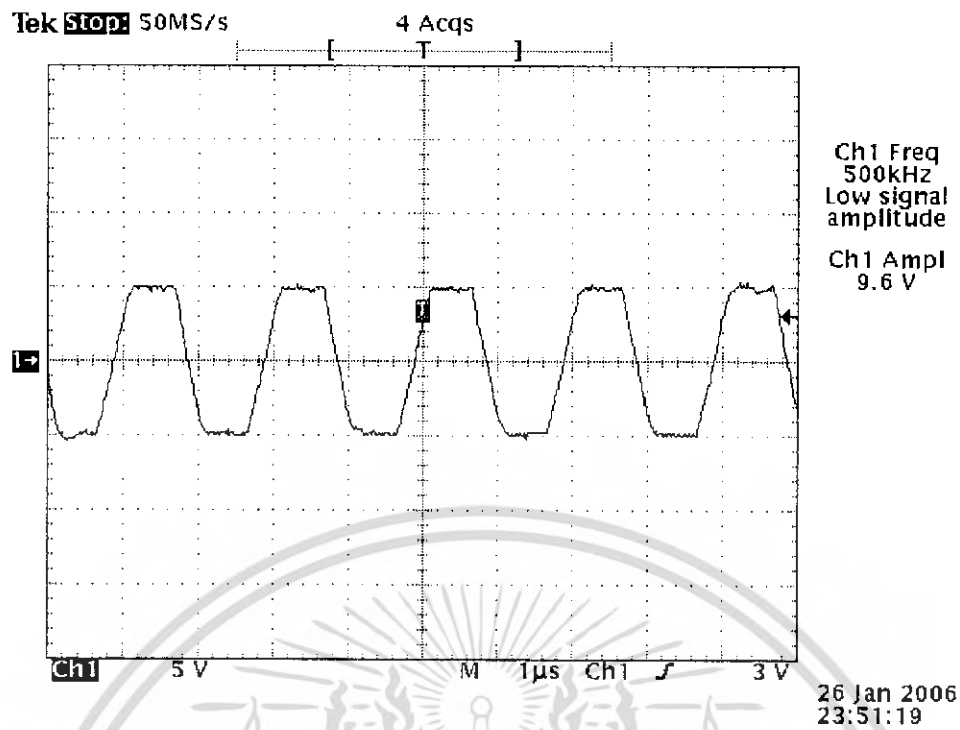 Tek Stop: 50MS/s 4 Acqs
[ T ]
Ch1 Freq
500kHz
Low signal
amplitude
Ch1 Ampl
9.6 V
T
1→
Ch1 5 V M 1µs Ch1 3 V
26 Jan 2006
23:51:19